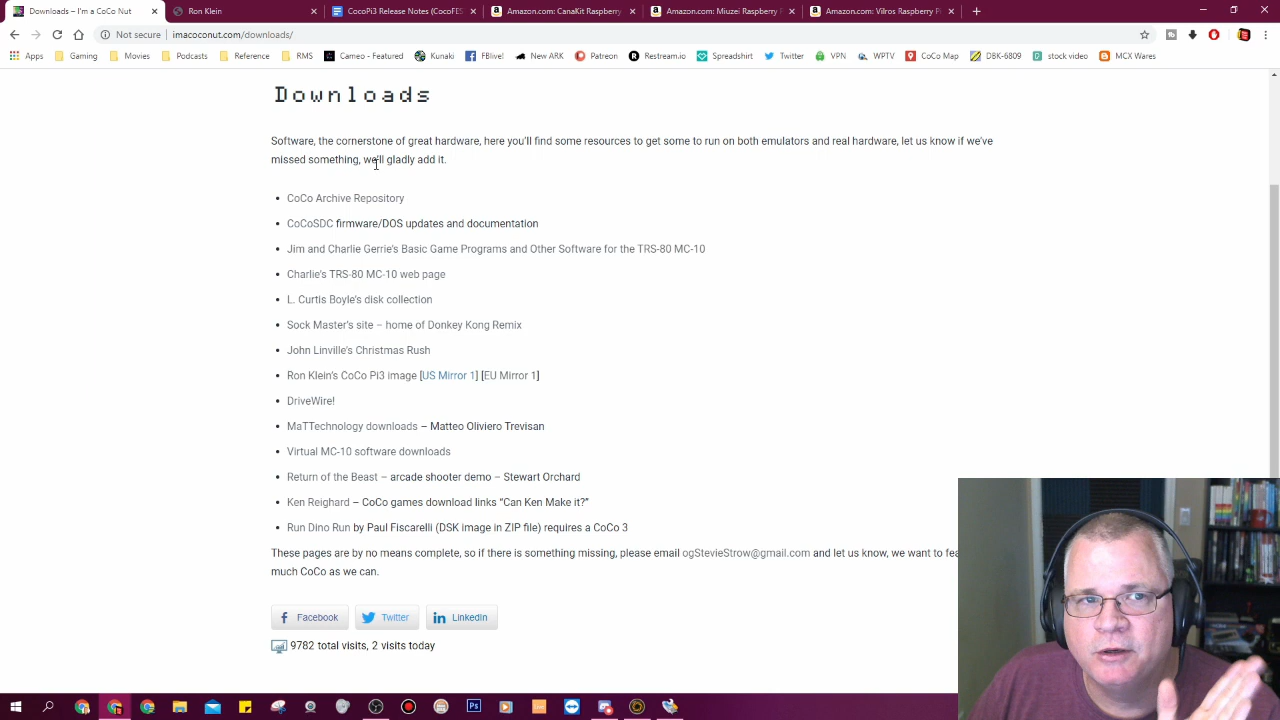 Downloads – I'm a CoCo Nut
Ron Klein
CocoPi3 Release Notes (CocoFES
Amazon.com: CanaKit Raspberry
Amazon.com: Miuzei Raspberry P
Amazon.com: Vilros Raspberry Pi
Not secure imacoconut.com/downloads/
Apps Gaming Movies Podcasts Reference RMS Cameo - Featured Kunaki FBlive! New ARK Patreon Restream.io Spreadshirt Twitter VPN WPTV CoCo Map DBK-6809 stock video MCX Wares
Downloads
Software, the cornerstone of great hardware, here you'll find some resources to get some to run on both emulators and real hardware, let us know if we've
missed something, we'll gladly add it.
• CoCo Archive Repository
• CoCoSDC firmware/DOS updates and documentation
• Jim and Charlie Gerrie's Basic Game Programs and Other Software for the TRS-80 MC-10
• Charlie's TRS-80 MC-10 web page
• L. Curtis Boyle's disk collection
• Sock Master's site – home of Donkey Kong Remix
• John Linville's Christmas Rush
• Ron Klein's CoCo Pi3 image [US Mirror 1] [EU Mirror 1]
• DriveWire!
• MaTTechnology downloads – Matteo Oliviero Trevisan
• Virtual MC-10 software downloads
• Return of the Beast – arcade shooter demo – Stewart Orchard
• Ken Reighard – CoCo games download links "Can Ken Make it?"
• Run Dino Run by Paul Fiscarelli (DSK image in ZIP file) requires a CoCo 3
These pages are by no means complete, so if there is something missing, please email ogStevieStrow@gmail.com and let us know, we want to fea
much CoCo as we can.
Facebook Twitter LinkedIn
9782 total visits, 2 visits today